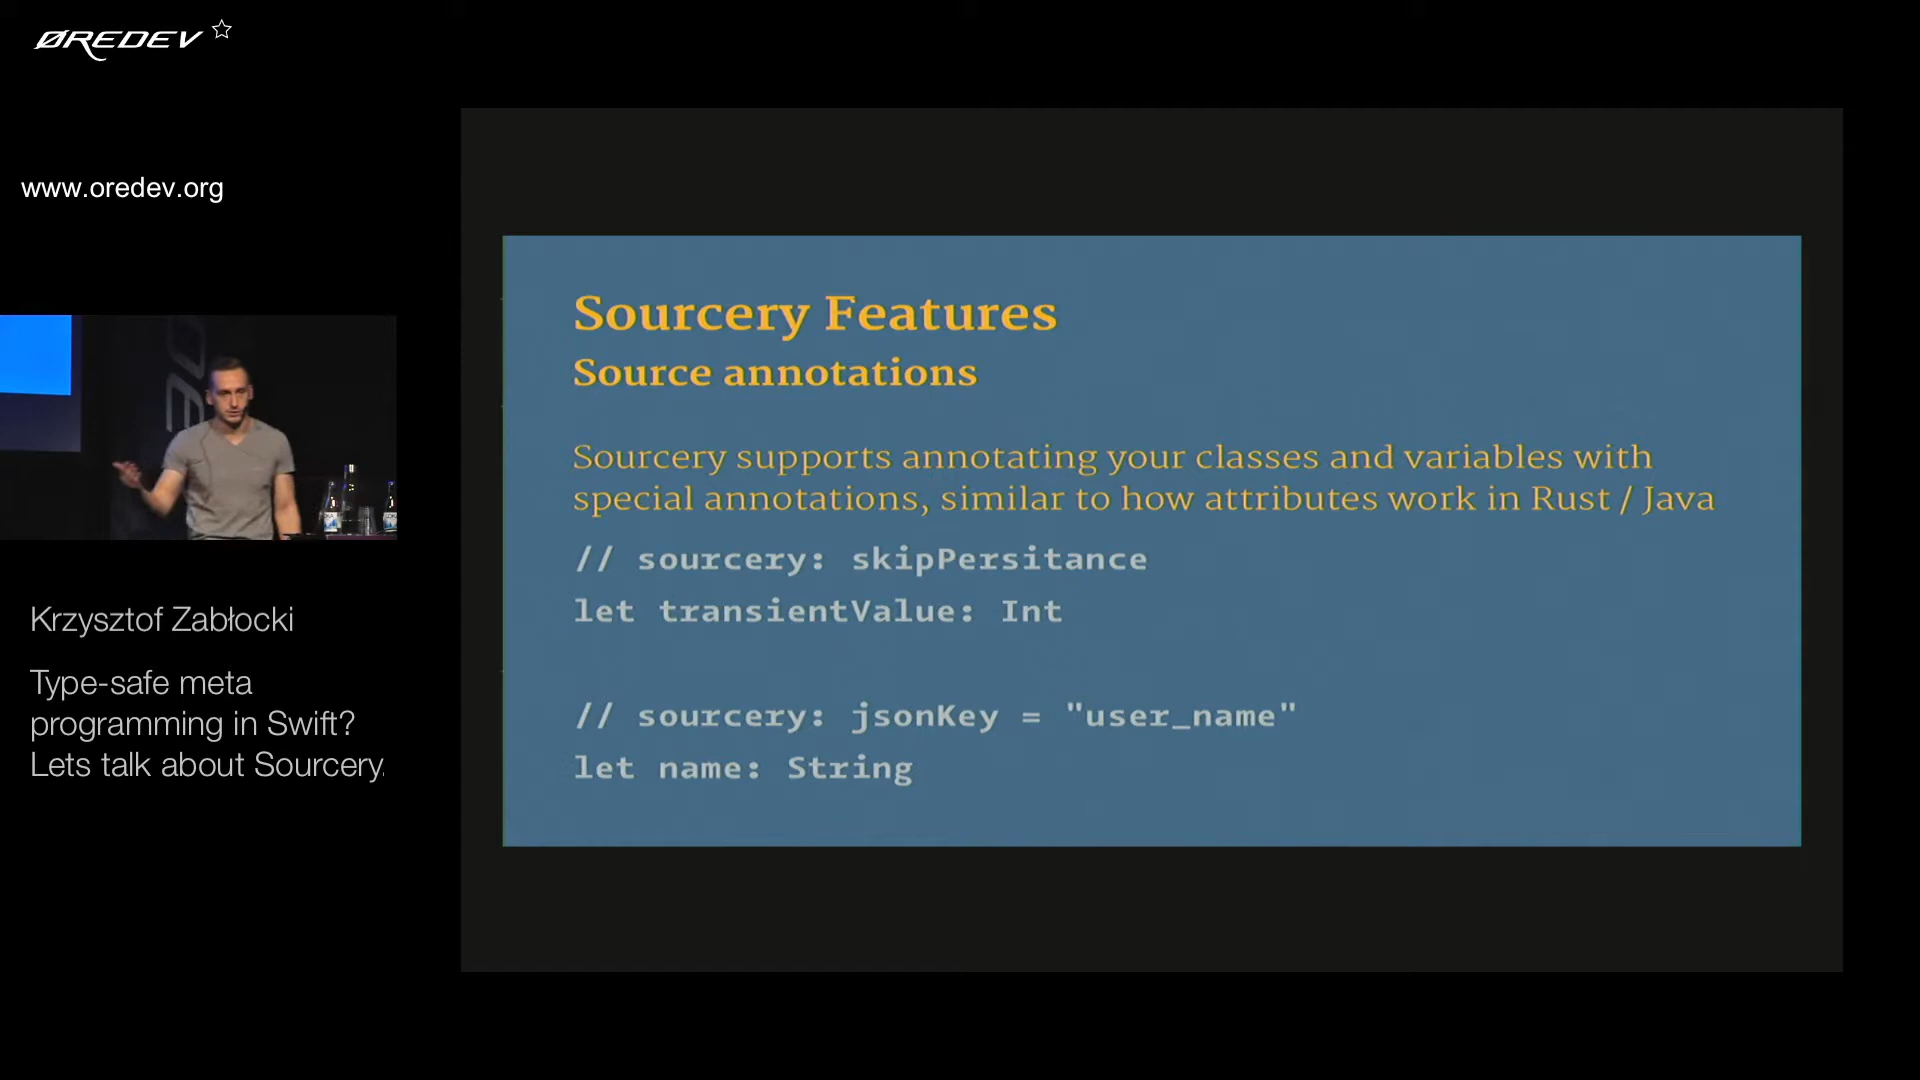 ØREDEV
www.oredev.org
Sourcery Features
Source annotations
Sourcery supports annotating your classes and variables with
special annotations, similar to how attributes work in Rust / Java
// sourcery: skipPersitance
let transientValue: Int
// sourcery: jsonKey = "user_name"
let name: String
Krzysztof Zabłocki
Type-safe meta
programming in Swift?
Lets talk about Sourcery.